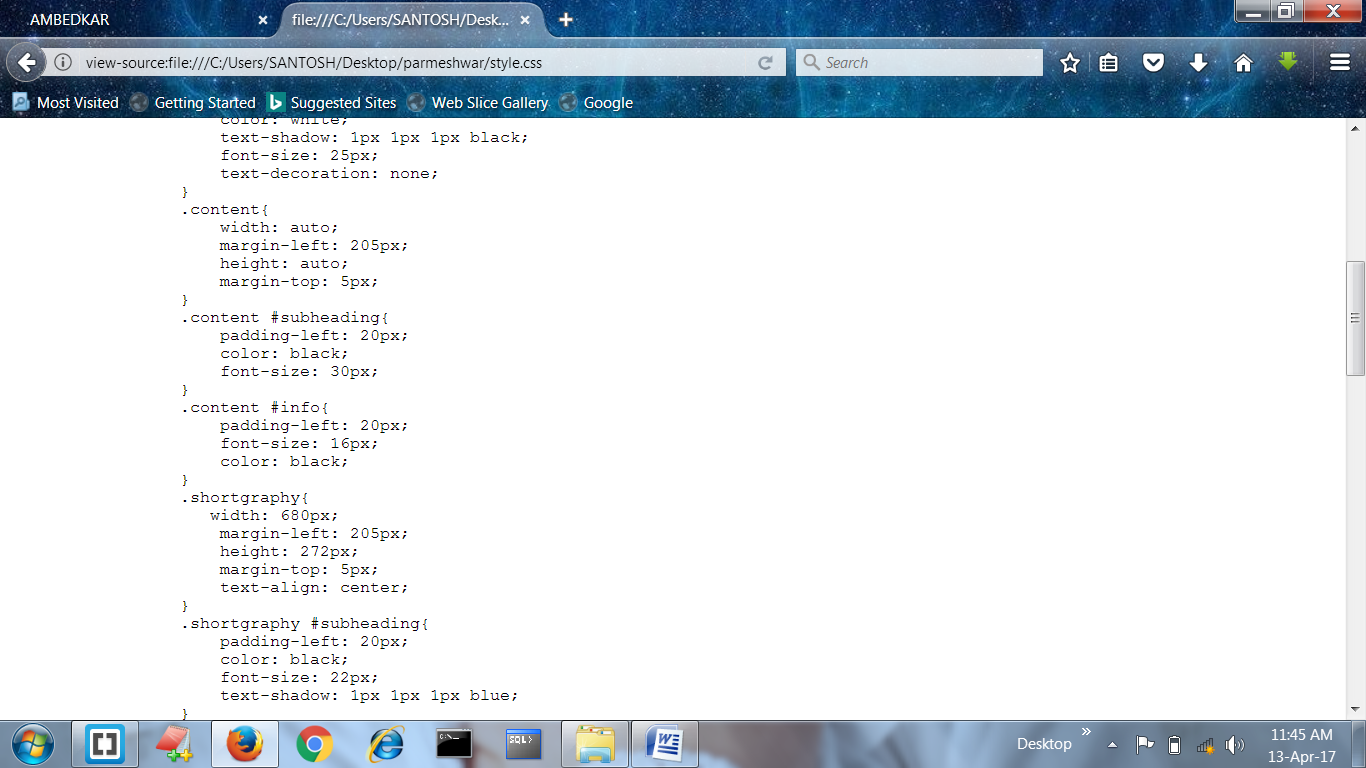 AMBEDKAR
file:///C:/Users/SANTOSH/Desk...
view-source:file:///C:/Users/SANTOSH/Desktop/parmeshwar/style.css
Search
Most Visited
Getting Started
Suggested Sites
Web Slice Gallery
Google
color: white;
text-shadow: 1px 1px 1px black;
font-size: 25px;
text-decoration: none;
}
.content{
width: auto;
margin-left: 205px;
height: auto;
margin-top: 5px;
}
.content #subheading{
padding-left: 20px;
color: black;
font-size: 30px;
}
.content #info{
padding-left: 20px;
font-size: 16px;
color: black;
}
.shortgraphy{
width: 680px;
margin-left: 205px;
height: 272px;
margin-top: 5px;
text-align: center;
}
.shortgraphy #subheading{
padding-left: 20px;
color: black;
font-size: 22px;
text-shadow: 1px 1px 1px blue;
}
C:\>_
SQL>
Desktop
»
11:45 AM
13-Apr-17